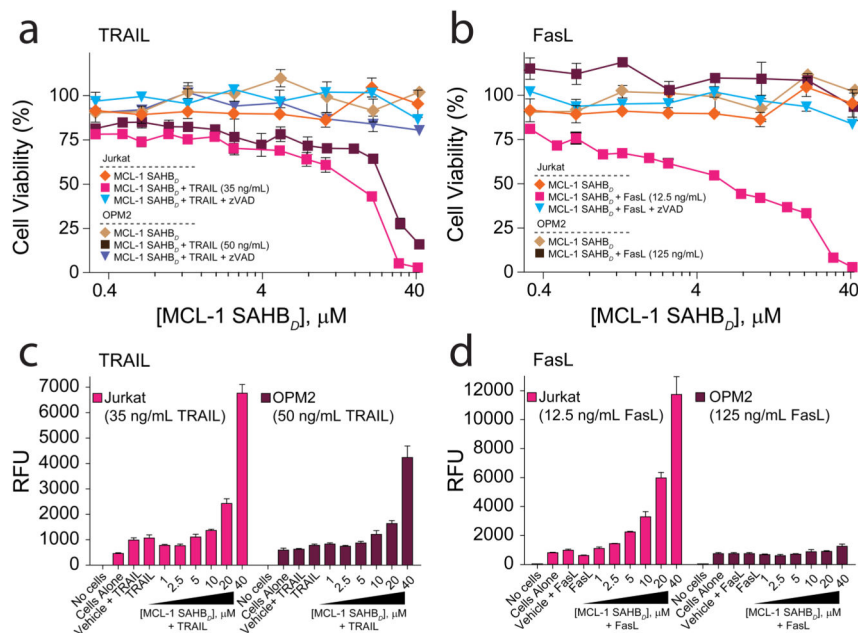 a
TRAIL
Cell Viability (%)
100
75
50
25
0
Jurkat
MCL-1 SAHBD
MCL-1 SAHBD + TRAIL (35 ng/mL)
MCL-1 SAHBD + TRAIL + zVAD
OPM2
MCL-1 SAHBD
MCL-1 SAHBD + TRAIL (50 ng/mL)
MCL-1 SAHBD + TRAIL + zVAD
0.4
4
40
[MCL-1 SAHBD], μM
b
FasL
Cell Viability (%)
100
75
50
25
0
Jurkat
MCL-1 SAHBD
MCL-1 SAHBD + FasL (12.5 ng/mL)
MCL-1 SAHBD + FasL + zVAD
OPM2
MCL-1 SAHBD
MCL-1 SAHBD + FasL (125 ng/mL)
0.4
4
40
[MCL-1 SAHBD], μM
c
TRAIL
RFU
7000
6000
5000
4000
3000
2000
1000
0
Jurkat
(35 ng/mL TRAIL)
OPM2
(50 ng/mL TRAIL)
No cells
Cells Alone
Vehicle + TRAIL
TRAIL
1
2.5
5
10
20
40
No cells
Cells Alone
Vehicle + TRAIL
TRAIL
1
2.5
5
10
20
40
[MCL-1 SAHBD], μM
+ TRAIL
[MCL-1 SAHBD], μM
+ TRAIL
d
FasL
RFU
12000
10000
8000
6000
4000
2000
0
Jurkat
(12.5 ng/mL FasL)
OPM2
(125 ng/mL FasL)
No cells
Cells Alone
Vehicle + FasL
FasL
1
2.5
5
10
20
40
No cells
Cells Alone
Vehicle + FasL
FasL
1
2.5
5
10
20
40
[MCL-1 SAHBD], μM
+ FasL
[MCL-1 SAHBD], μM
+ FasL